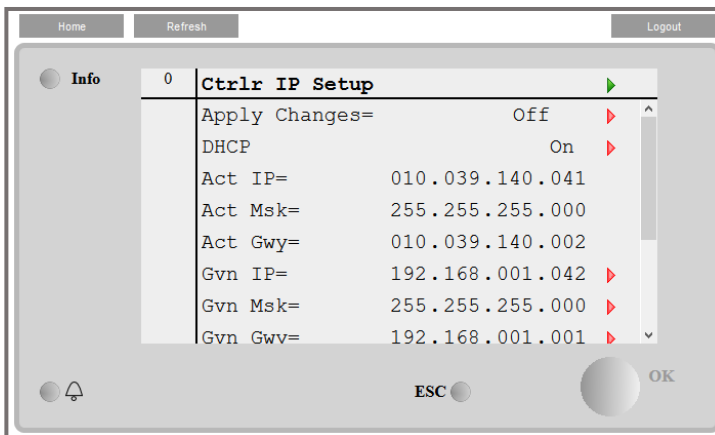 Home Refresh Logout
Info 0 Ctrlr IP Setup
Apply Changes= Off
DHCP On
Act IP= 010.039.140.041
Act Msk= 255.255.255.000
Act Gwy= 010.039.140.002
Gvn IP= 192.168.001.042
Gvn Msk= 255.255.255.000
Gvn Gwy= 192.168.001.001
OK
ESC